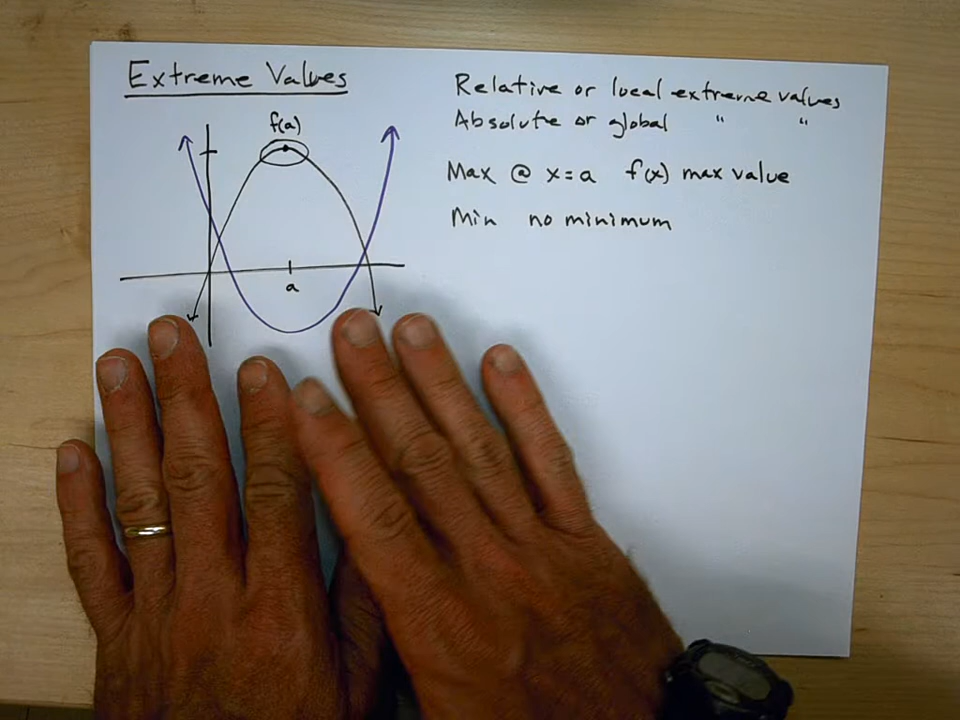 Extreme Values
f(a)
a
Relative or local extreme values
Absolute or global " "
Max @ x=a f(x) max value
Min no minimum